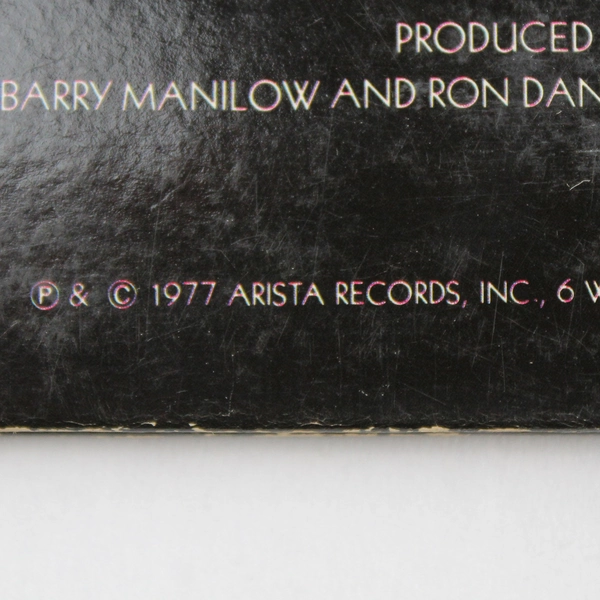 PRODUCED
BARRY MANILOW AND RON DAN
Ⓟ & © 1977 ARISTA RECORDS, INC., 6 W